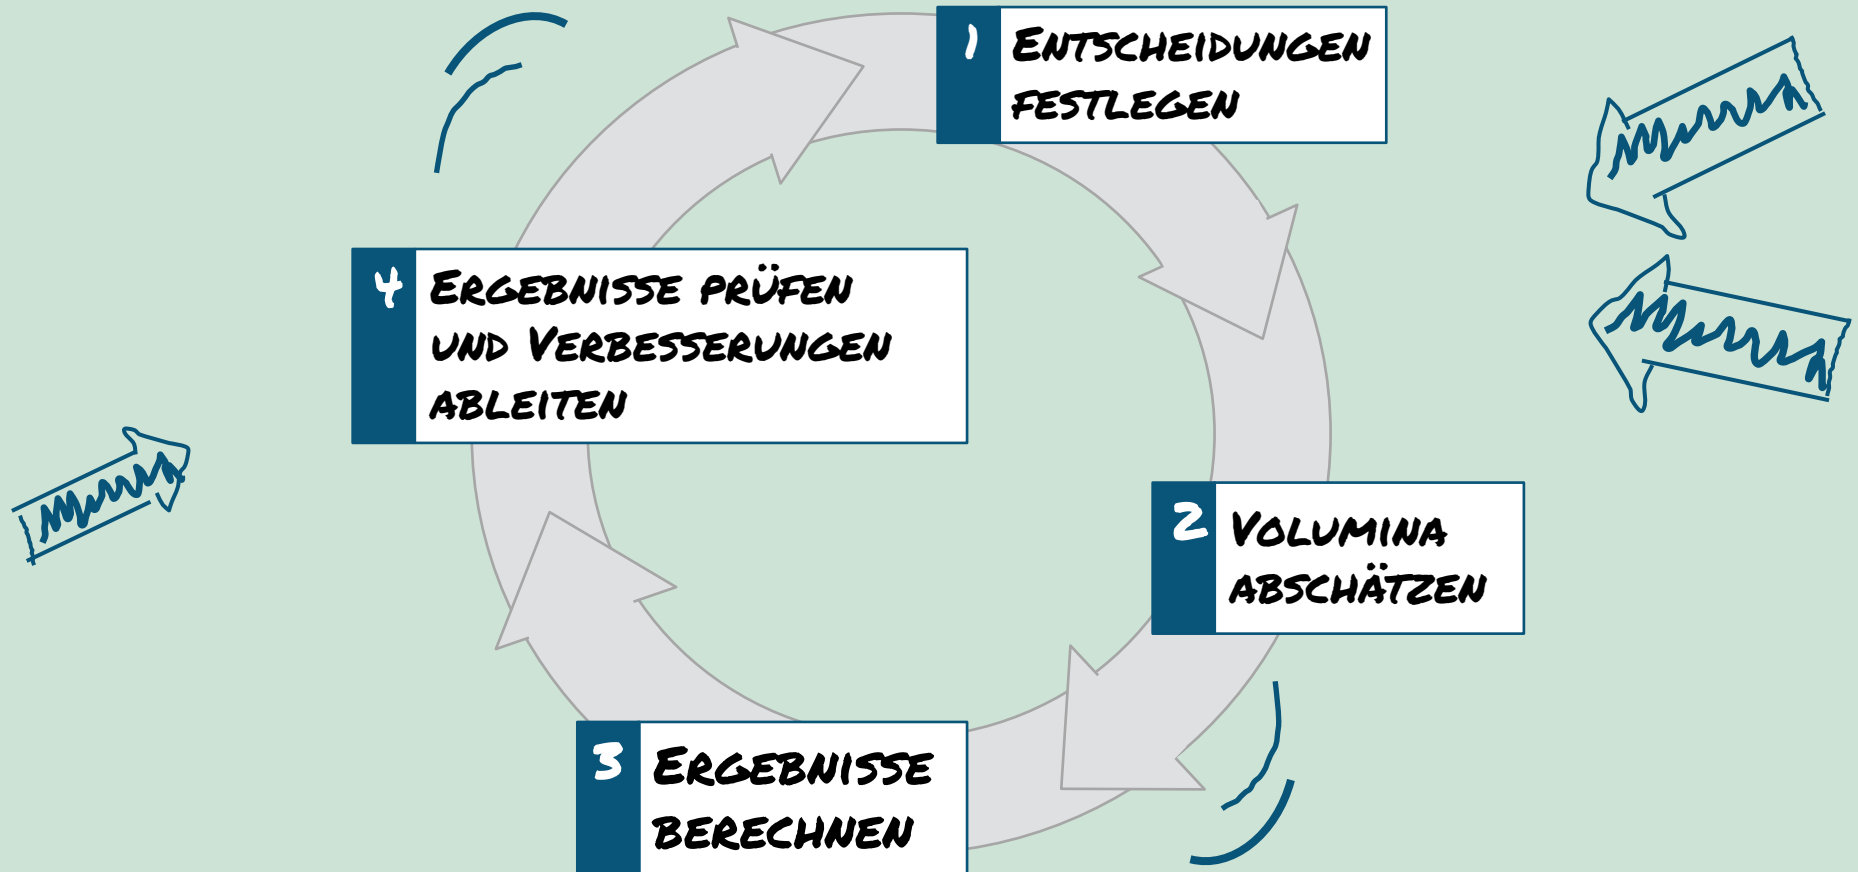 1 Entscheidungen
festlegen
2 Volumina
abschätzen
3 Ergebnisse
berechnen
4 Ergebnisse prüfen
und Verbesserungen
ableiten